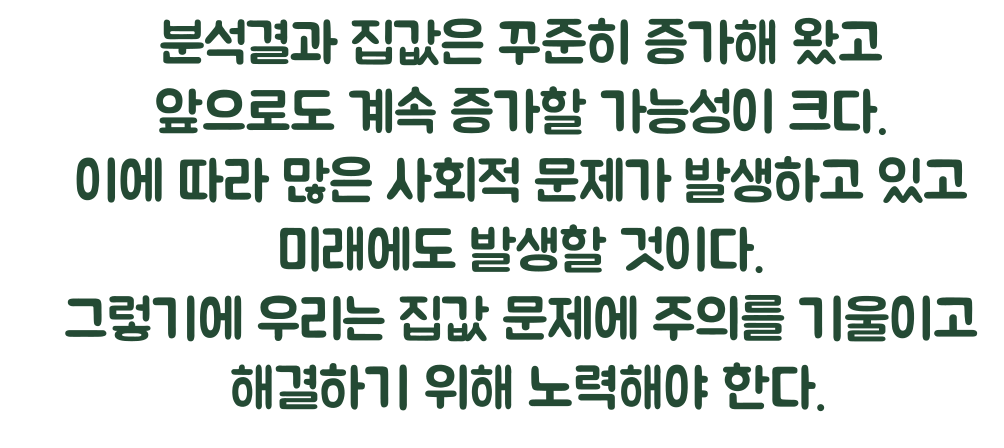 분석결과 집값은 꾸준히 증가해 왔고
앞으로도 계속 증가할 가능성이 크다.
이에 따라 많은 사회적 문제가 발생하고 있고
미래에도 발생할 것이다.
그렇기에 우리는 집값 문제에 주의를 기울이고
해결하기 위해 노력해야 한다.